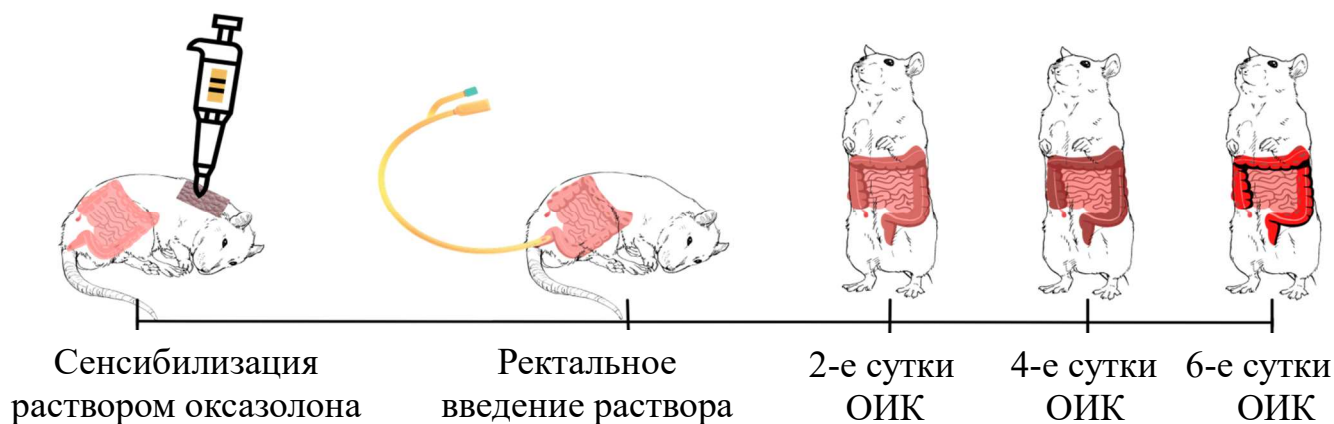 Сенсибилизация
раствором оксазолона
Ректальное
введение раствора
2-е сутки
ОИК
4-е сутки
ОИК
6-е сутки
ОИК